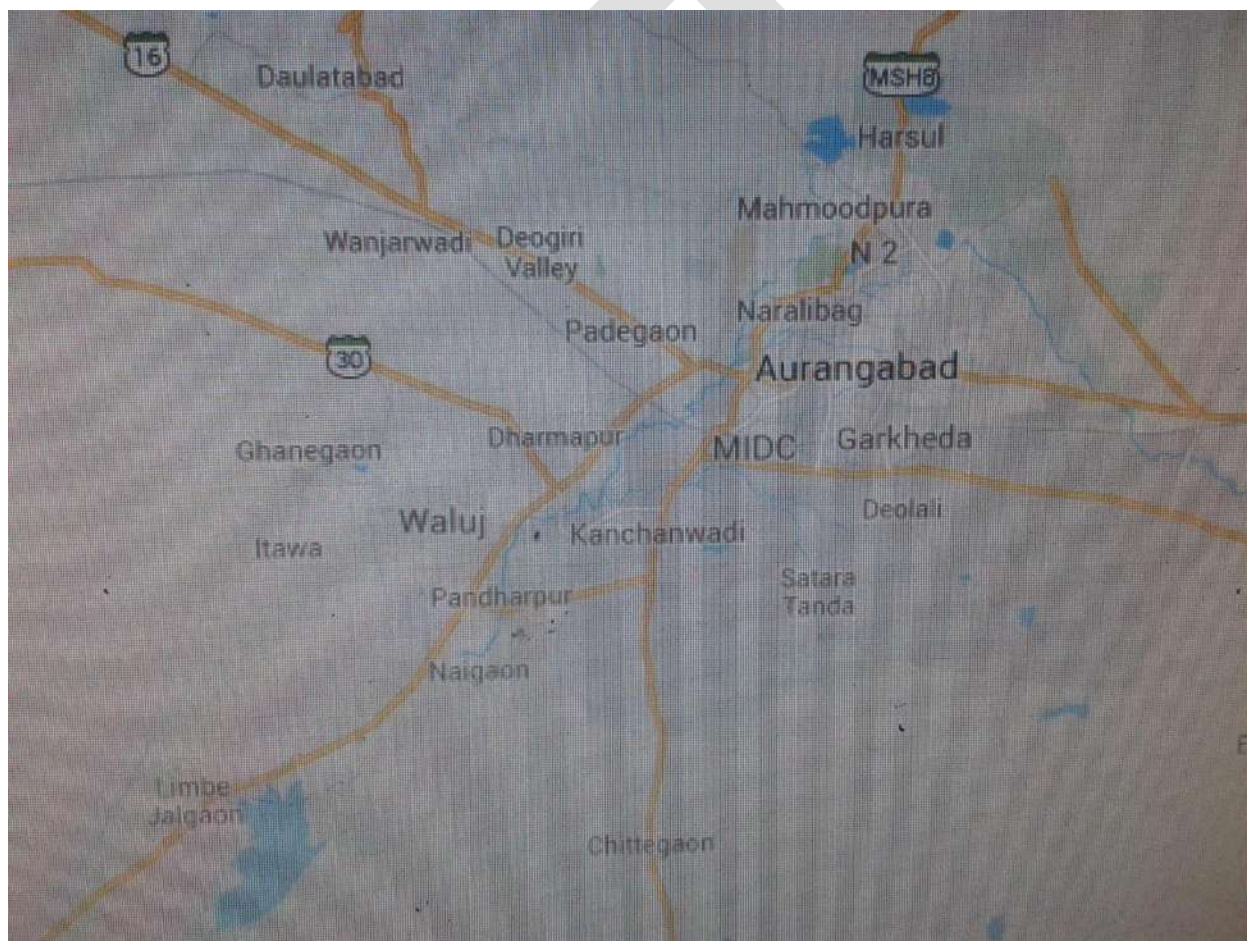 16
Daulatabad
MSH8
Harsul
Mahmoodpura
N 2
Wanjarwadi
Deogiri
Valley
Naralibag
Padegaon
30
Aurangabad
Dharmapur
Ghanegaon
MIDC
Garkheda
Waluj
Deolali
Kanchanwadi
Itawa
Satara
Tanda
Pandharpur
Naigaon
Limbe
Jalgaon
Chittegaon